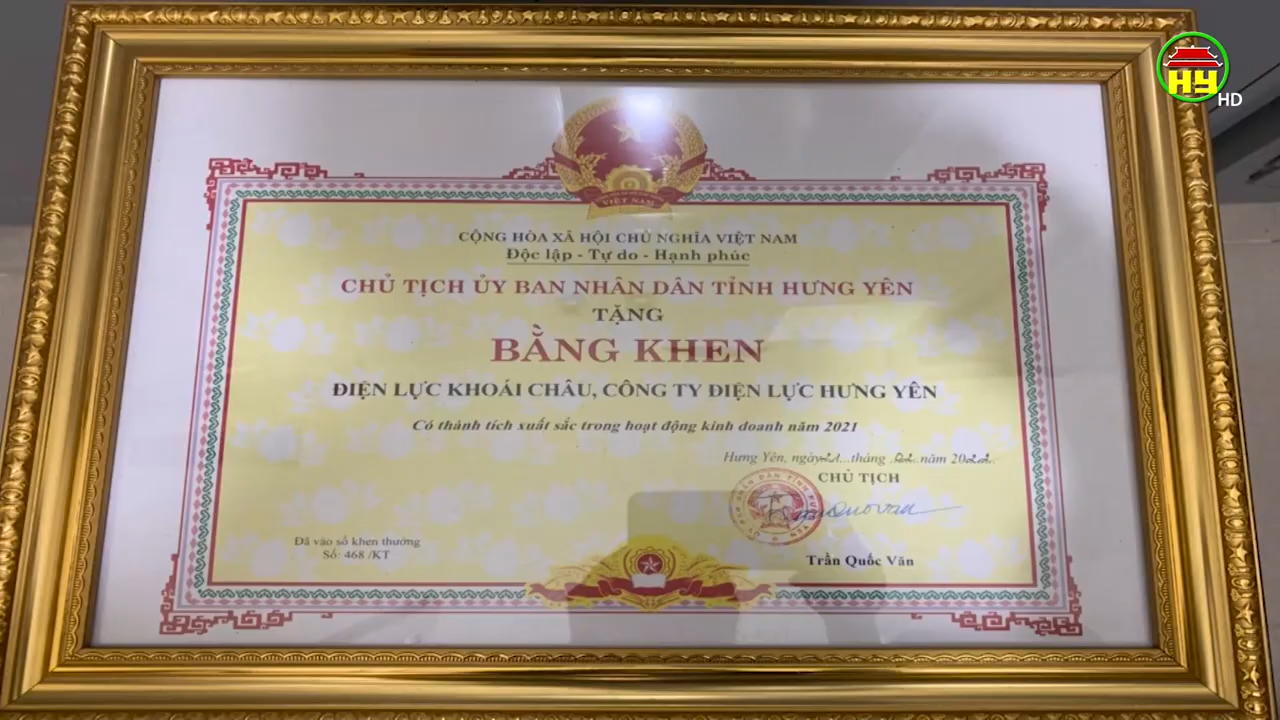 HY
HD
VIỆT NAM
CỘNG HÒA XÃ HỘI CHỦ NGHĨA VIỆT NAM
Độc lập - Tự do - Hạnh phúc
CHỦ TỊCH ỦY BAN NHÂN DÂN TỈNH HƯNG YÊN
TẶNG
BẰNG KHEN
ĐIỆN LỰC KHOÁI CHÂU, CÔNG TY ĐIỆN LỰC HƯNG YÊN
Có thành tích xuất sắc trong hoạt động kinh doanh năm 2021
Hưng Yên, ngày...tháng...năm 2022
CHỦ TỊCH
Trần Quốc Văn
Đã vào sổ khen thưởng
Số: 468 /KT